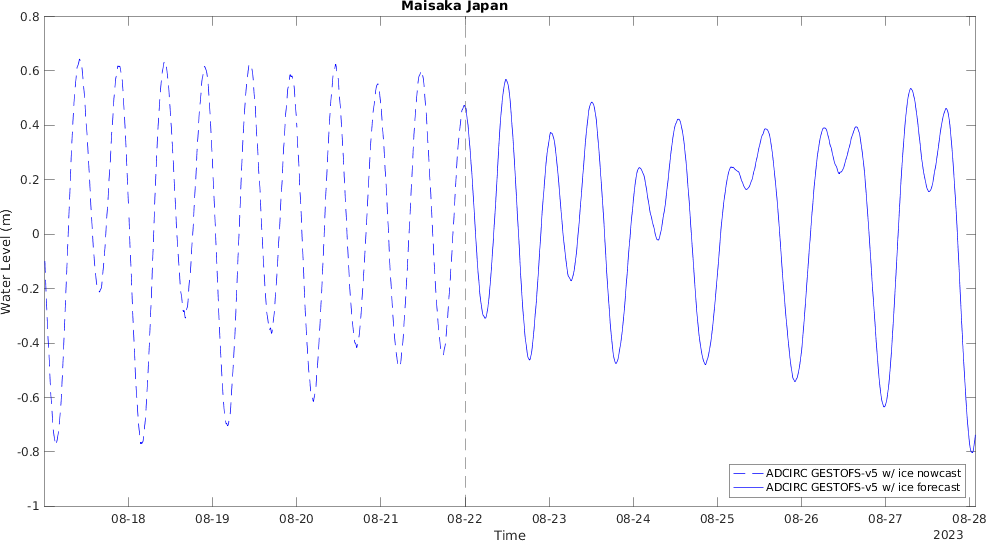 Maisaka Japan
0.8
0.6
0.4
0.2
0
-0.2
-0.4
-0.6
-0.8
-1
Water Level (m)
ADCIRC GESTOFS-v5 w/ ice nowcast
ADCIRC GESTOFS-v5 w/ ice forecast
08-18 08-19 08-20 08-21 08-22 08-23 08-24 08-25 08-26 08-27 08-28
Time
2023